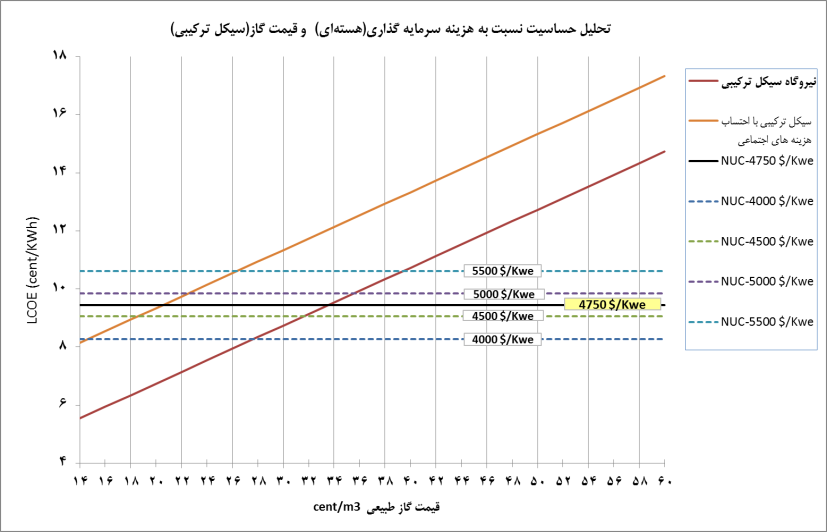 تحلیل حساسیت نسبت به هزینه سرمایه گذاری(هسته‌ای) و قیمت گاز(سیکل ترکیبی)
LCOE (cent/KWh)
۱۸
۱۶
۱۴
۱۲
۱۰
۸
۶
۴
5500 $/Kwe
5000 $/Kwe
4750 $/Kwe
4500 $/Kwe
4000 $/Kwe
۱۴ ۱۶ ۱۸ ۲۰ ۲۲ ۲۴ ۲۶ ۲۸ ۳۰ ۳۲ ۳۴ ۳۶ ۳۸ ۴۰ ۴۲ ۴۴ ۴۶ ۴۸ ۵۰ ۵۲ ۵۴ ۵۶ ۵۸ ۶۰
قیمت گاز طبیعی cent/m3
نیروگاه سیکل ترکیبی
سیکل ترکیبی با احتساب
هزینه های اجتماعی
NUC-4750 $/Kwe
NUC-4000 $/Kwe
NUC-4500 $/Kwe
NUC-5000 $/Kwe
NUC-5500 $/Kwe